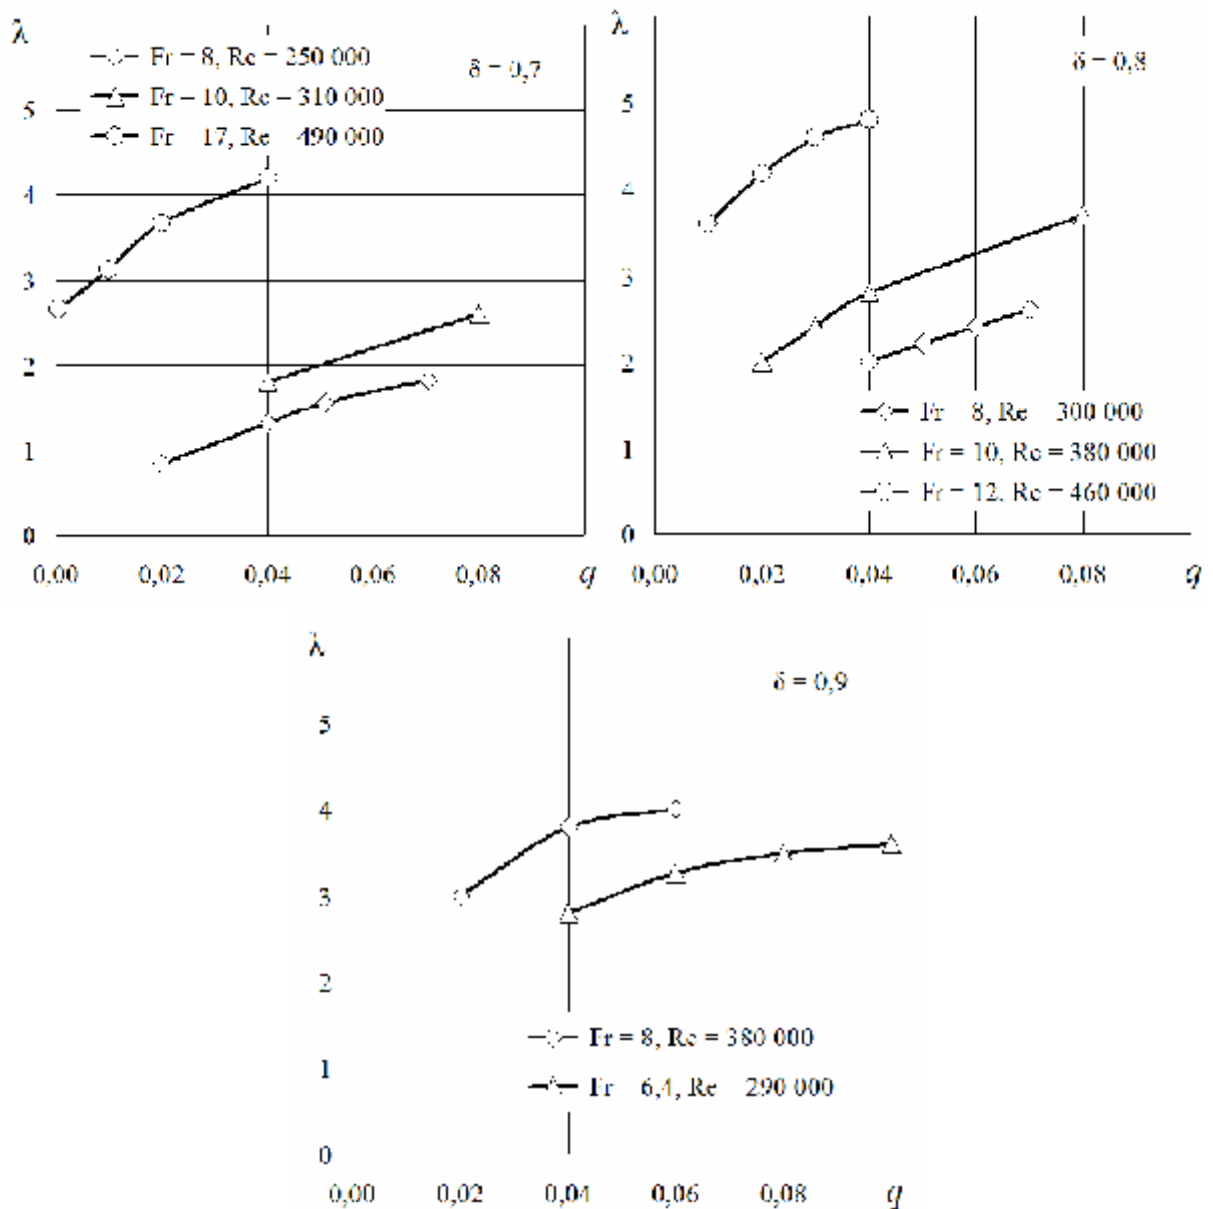 λ
Fr = 8, Re = 250 000
δ = 0,7
Fr = 10, Re = 310 000
Fr = 17, Re = 490 000
5
4
3
2
1
0
0,00 0,02 0,04 0,06 0,08 q
λ
δ = 0,8
5
4
3
2
1
0
Fr = 8, Re = 300 000
Fr = 10, Re = 380 000
Fr = 12, Re = 460 000
0,00 0,02 0,04 0,06 0,08 q
λ
δ = 0,9
5
4
3
2
1
0
Fr = 8, Re = 380 000
Fr = 6,4, Re = 290 000
0,00 0,02 0,04 0,06 0,08 q